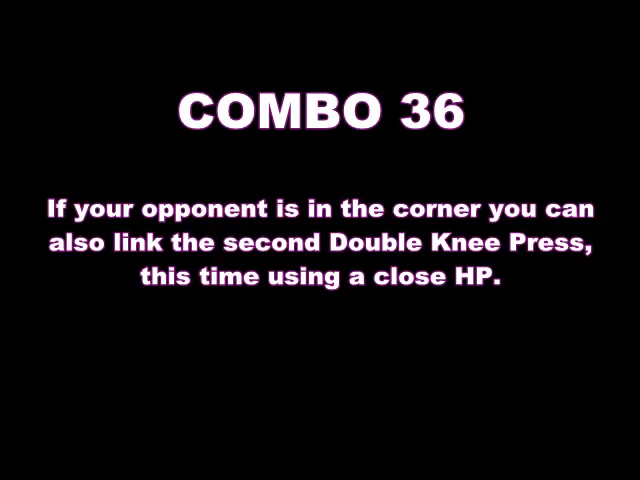 COMBO 36
If your opponent is in the corner you can
also link the second Double Knee Press,
this time using a close HP.